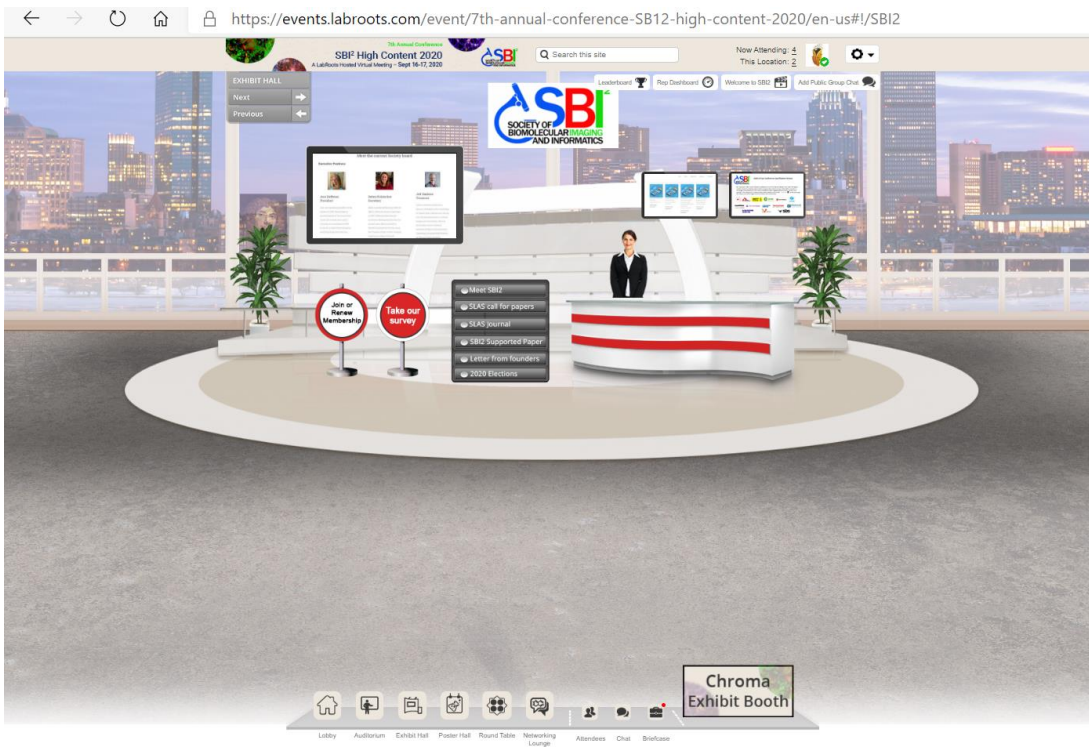 https://events.labroots.com/event/7th-annual-conference-SB12-high-content-2020/en-us#!/SBI2
7th Annual Conference
SBI² High Content 2020
A LabRoots Hosted Virtual Meeting - Sept 16-17, 2020
SBI²
Search this site
Now Attending: 4
This Location: 2
EXHIBIT HALL
Next
Previous
Leaderboard
Rep Dashboard
Welcome to SBI2
Add Public Group Chat
SBI²
SOCIETY OF
BIOMOLECULAR IMAGING
AND INFORMATICS
Join or
Renew
Membership
Take our
survey
Meet SBI2
SLAS call for papers
SLAS Journal
SBI2 Supported Paper
Letter from founders
2020 Elections
Chroma
Exhibit Booth
Lobby
Auditorium
Exhibit Hall
Poster Hall
Round Table
Networking
Lounge
Attendees
Chat
Briefcase